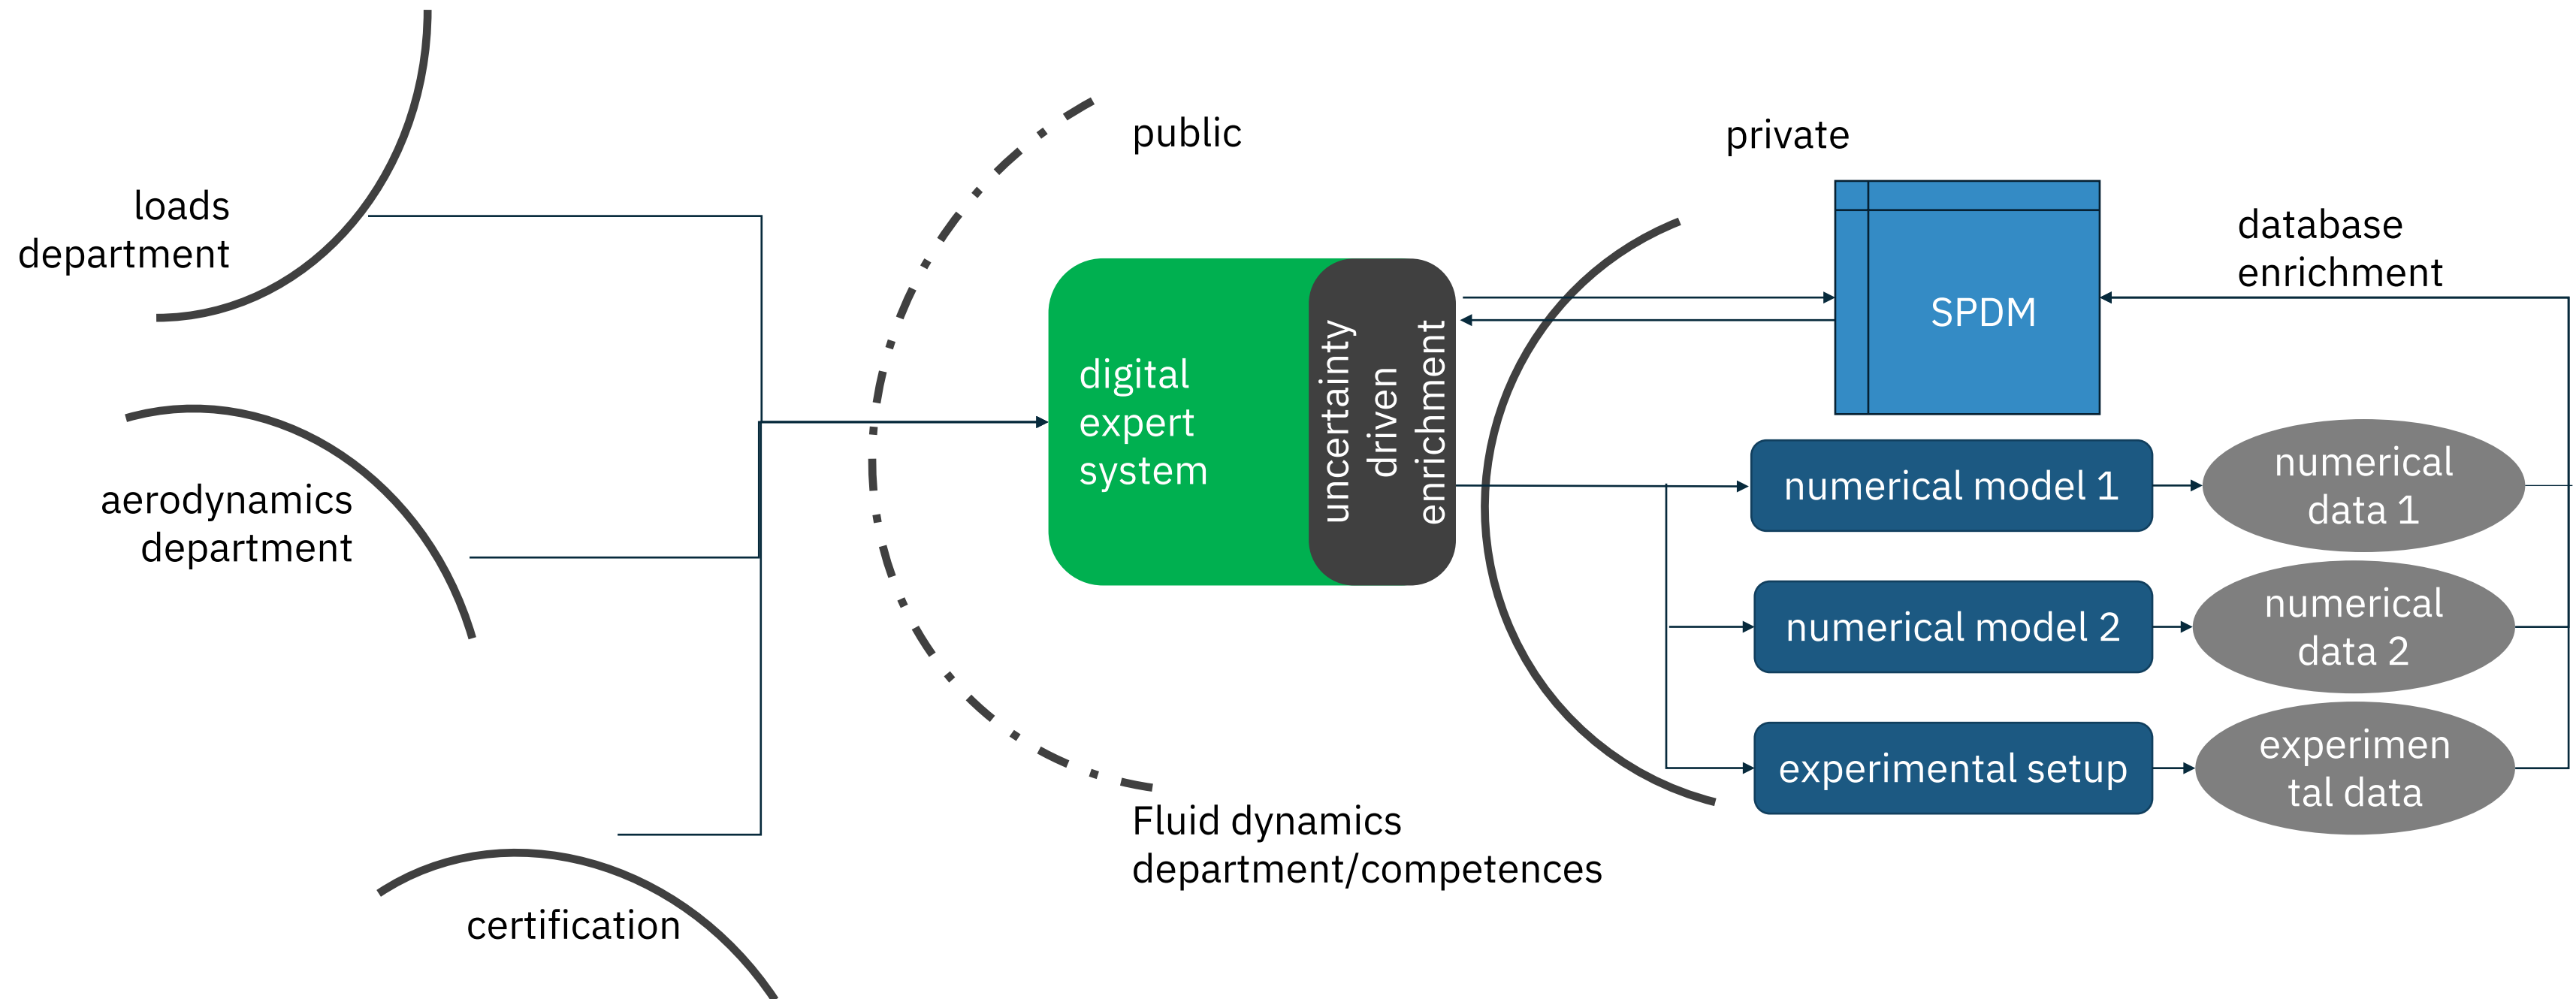 loads
department
aerodynamics
department
certification
public
digital
expert
system
uncertainty
driven
enrichment
Fluid dynamics
department/competences
private
SPDM
database
enrichment
numerical model 1
numerical
data 1
numerical model 2
numerical
data 2
experimental setup
experimen
tal data